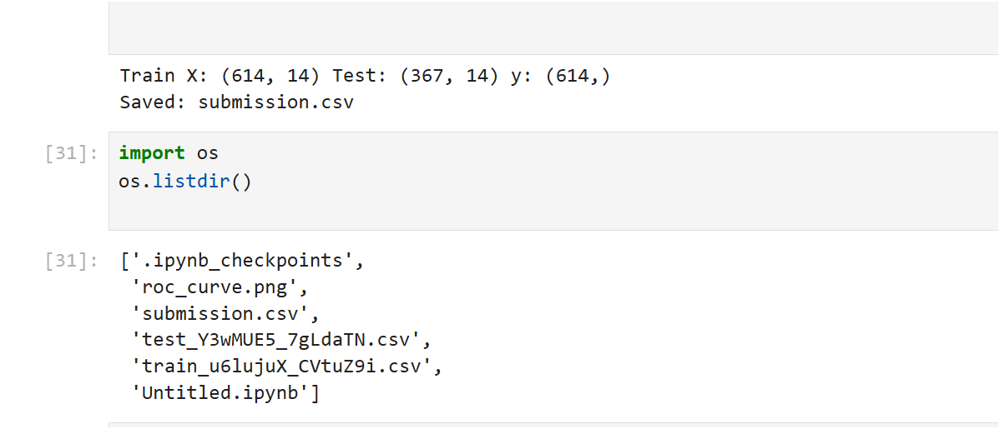 Train X: (614, 14) Test: (367, 14) y: (614,)
Saved: submission.csv
[31]: import os
os.listdir()
[31]: ['.ipynb_checkpoints',
'roc_curve.png',
'submission.csv',
'test_Y3wMUE5_7gLdaTN.csv',
'train_u6lujuX_CVtuZ9i.csv',
'Untitled.ipynb']